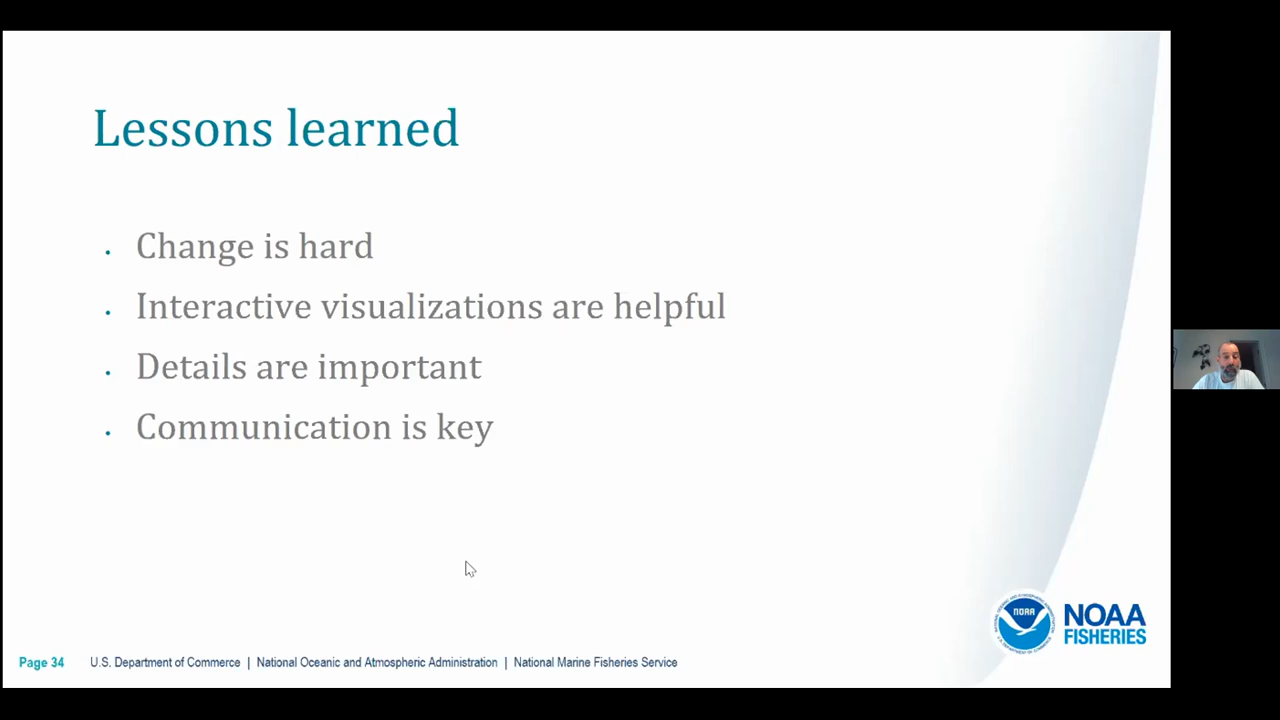 Lessons learned
· Change is hard
· Interactive visualizations are helpful
· Details are important
· Communication is key
NOAA
NOAA
FISHERIES
Page 34 U.S. Department of Commerce | National Oceanic and Atmospheric Administration | National Marine Fisheries Service